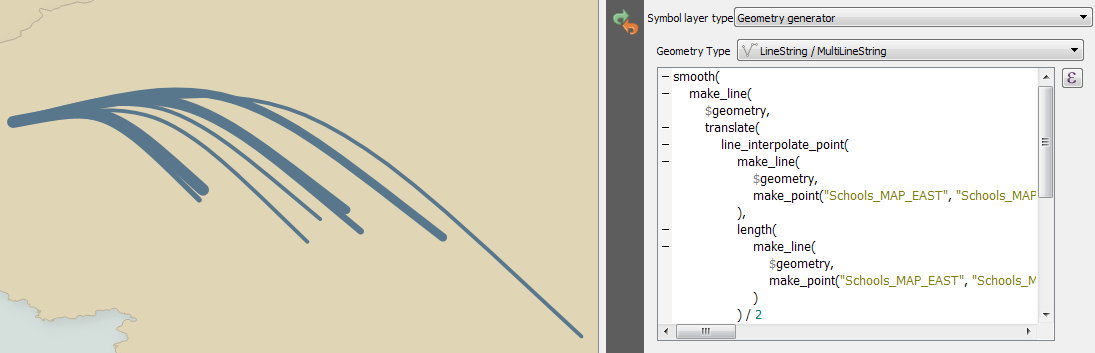 Symbol layer type Geometry generator
Geometry Type LineString / MultiLineString
smooth(
make_line(
$geometry,
translate(
line_interpolate_point(
make_line(
$geometry,
make_point("Schools_MAP_EAST", "Schools_MAP
),
length(
make_line(
$geometry,
make_point("Schools_MAP_EAST", "Schools_M
)
) / 2
ε